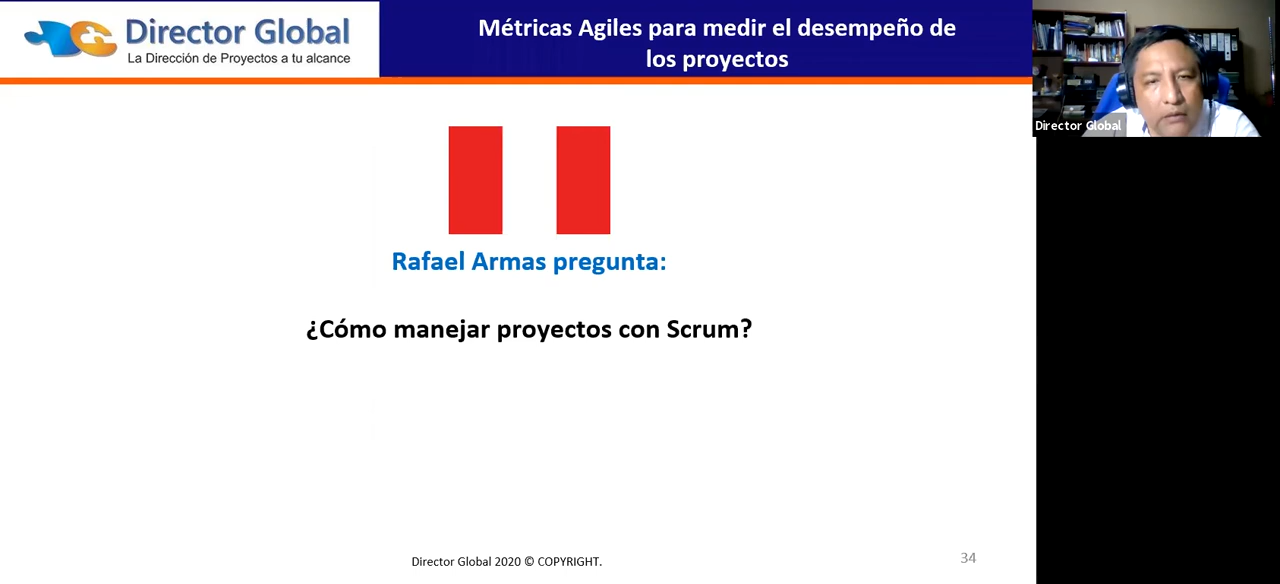 Director Global
La Dirección de Proyectos a tu alcance
Métricas Agiles para medir el desempeño de
los proyectos
Director Global
Rafael Armas pregunta:
¿Cómo manejar proyectos con Scrum?
Director Global 2020 © COPYRIGHT.
34